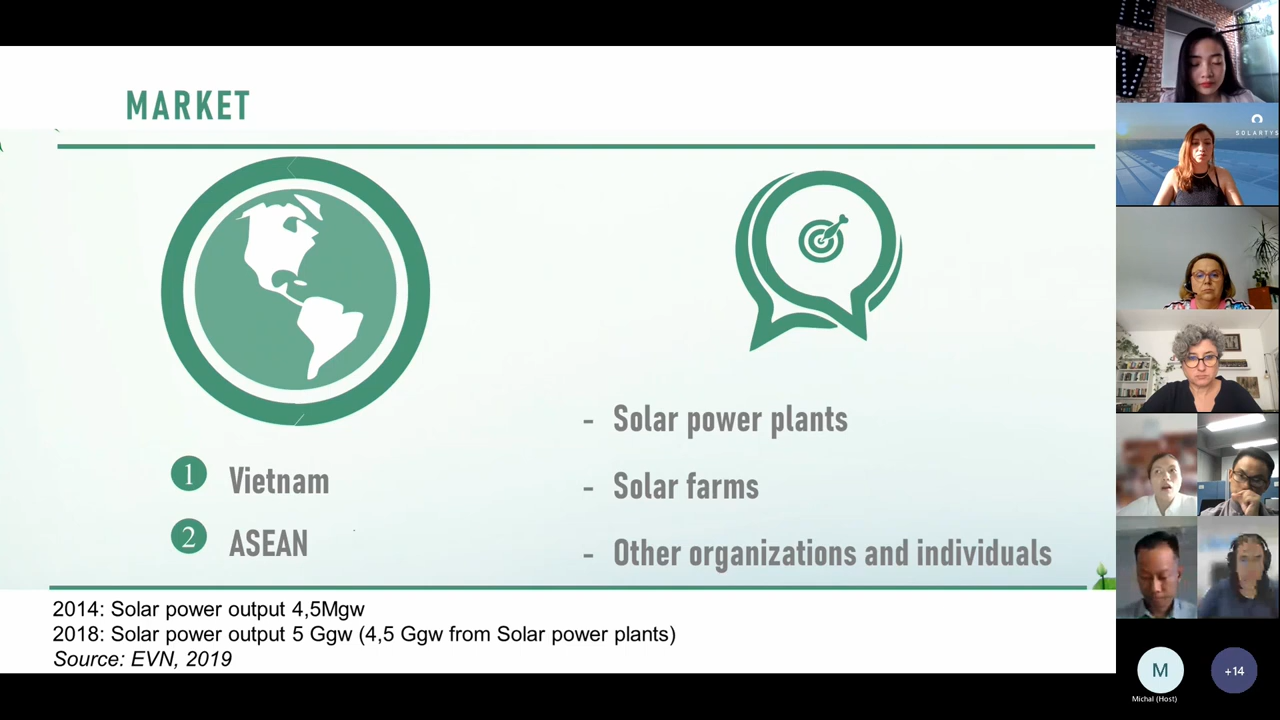 MARKET
1 Vietnam
2 ASEAN
- Solar power plants
- Solar farms
- Other organizations and individuals
2014: Solar power output 4,5Mgw
2018: Solar power output 5 Ggw (4,5 Ggw from Solar power plants)
Source: EVN, 2019
SOLARTYS
M
Michal (Host)
+14